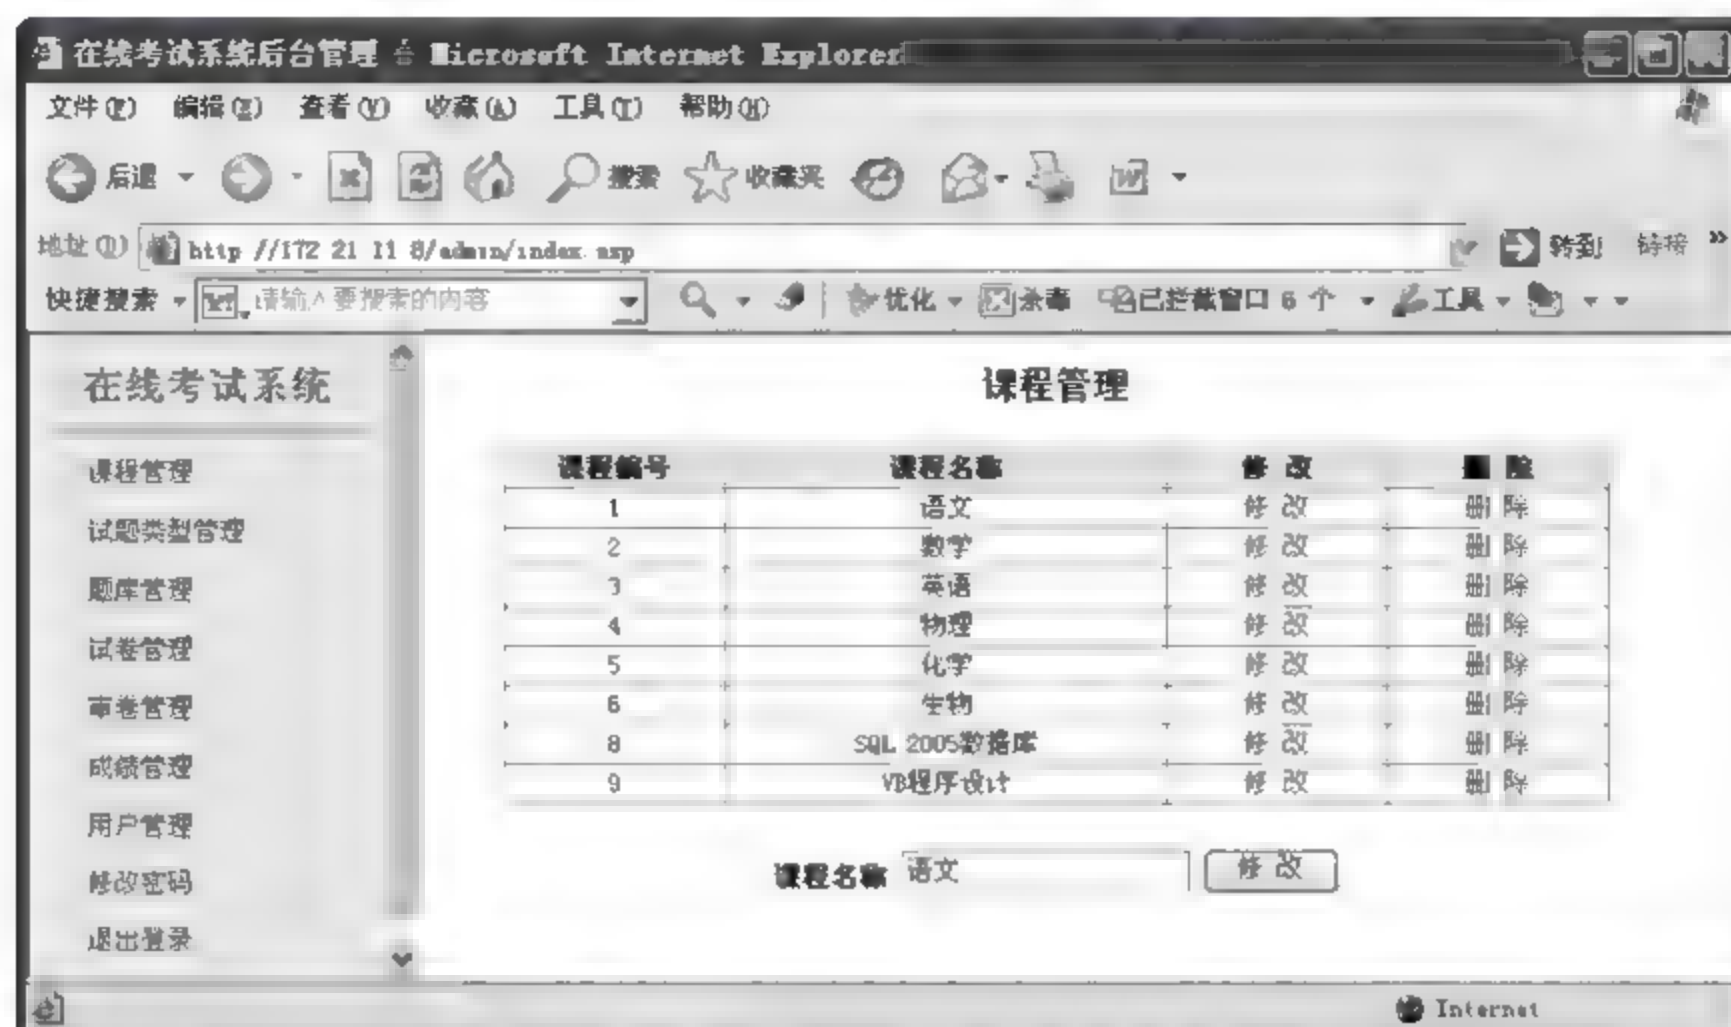 在线考试系统后台管理 - Microsoft Internet Explorer
文件(F) 编辑(E) 查看(V) 收藏(A) 工具(T) 帮助(H)
后退 搜索 收藏夹
地址(D) http://172.21.11.8/admin/index.asp 转到 链接 »
快捷搜索 请输入要搜索的内容 优化 杀毒 已拦截窗口 6 个 工具
在线考试系统
课程管理
试题类型管理
题库管理
试卷管理
审卷管理
成绩管理
用户管理
修改密码
退出登录
课程管理
课程编号 课程名称 修 改 删 除
1 语文 修 改 删 除
2 数学 修 改 删 除
3 英语 修 改 删 除
4 物理 修 改 删 除
5 化学 修 改 删 除
6 生物 修 改 删 除
8 SQL 2005数据库 修 改 删 除
9 VB程序设计 修 改 删 除
课程名称 语文 修 改
Internet